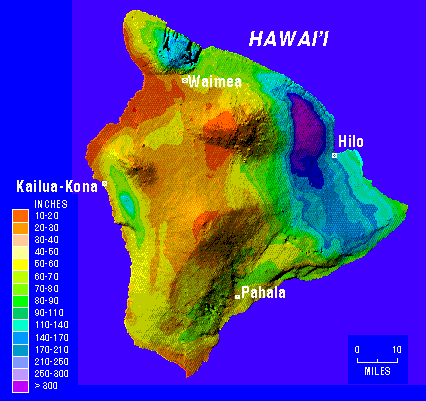 HAWAI'I
Waimea
Hilo
Kailua-Kona
INCHES
10-20
20-30
30-40
40-50
50-60
60-70
70-80
80-90
90-110
110-140
140-170
170-210
210-250
250-300
> 300
Pahala
0 10
MILES